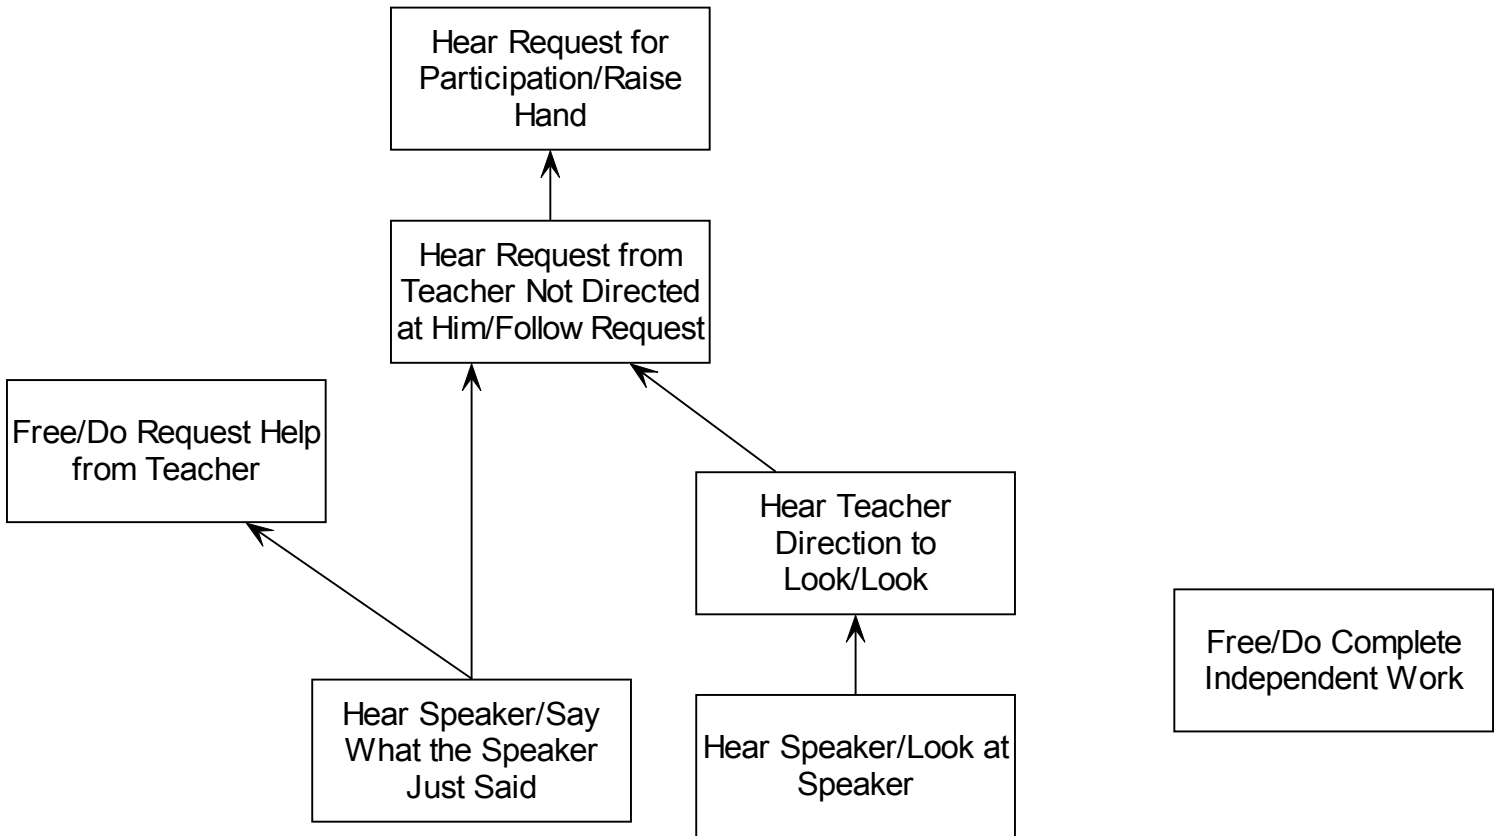 Hear Request for
Participation/Raise
Hand
Hear Request from
Teacher Not Directed
at Him/Follow Request
Free/Do Request Help
from Teacher
Hear Teacher
Direction to
Look/Look
Free/Do Complete
Independent Work
Hear Speaker/Say
What the Speaker
Just Said
Hear Speaker/Look at
Speaker